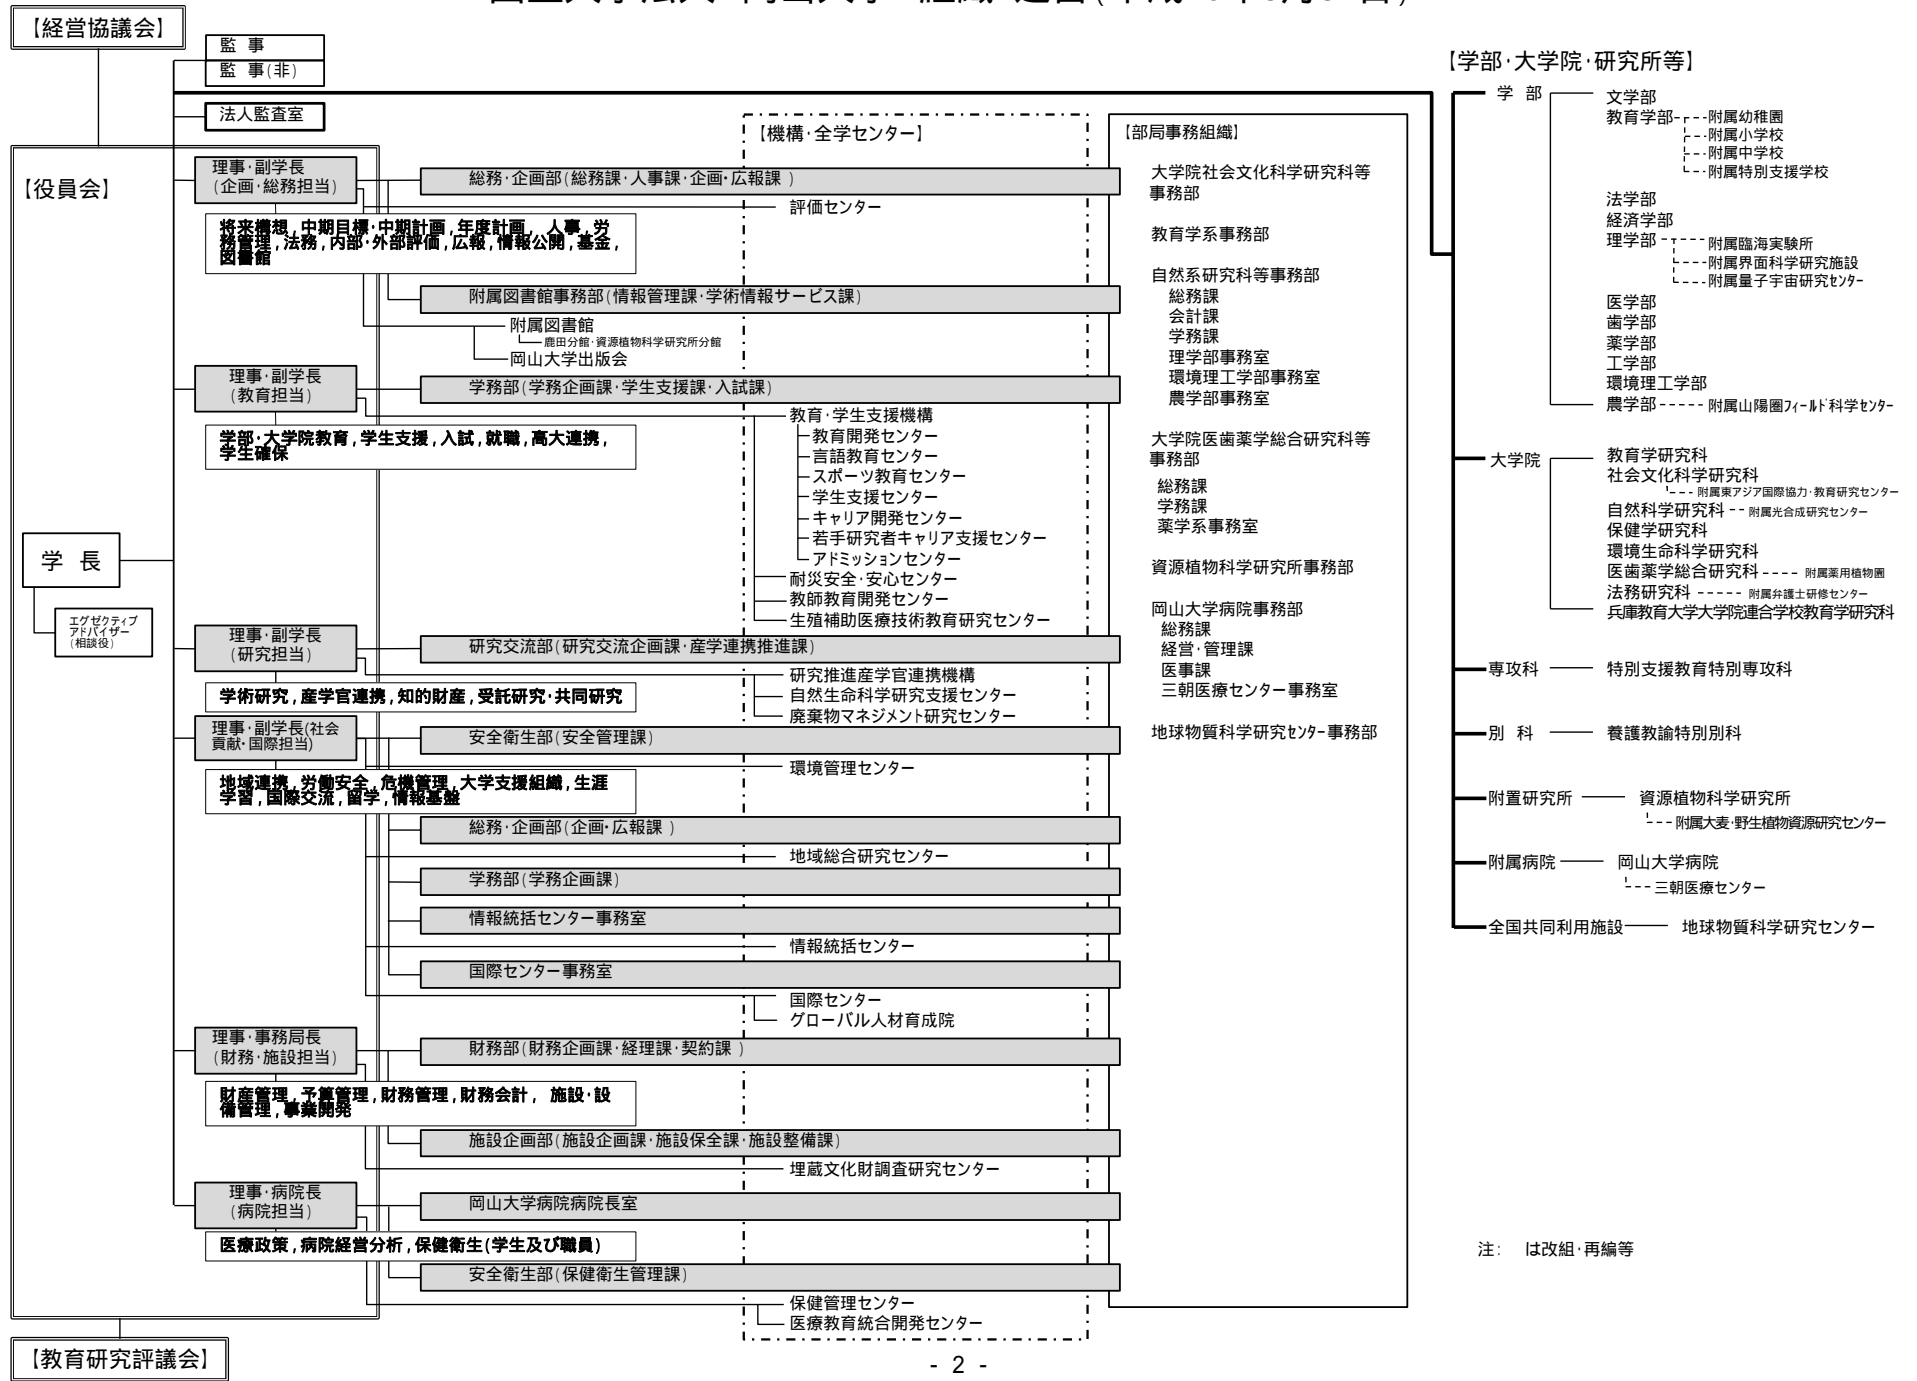 【経営協議会】
監 事
監 事(非)
法人監査室
【役員会】
学 長
エグゼクティブ
アドバイザー
(相談役)
【教育研究評議会】
理事・副学長
(企画・総務担当)
将来構想,中期目標・中期計画,年度計画, 人事,労
務管理,法務,内部・外部評価,広報,情報公開,基金,
図書館
総務・企画部(総務課・人事課・企画・広報課 )
評価センター
附属図書館事務部(情報管理課・学術情報サービス課)
附属図書館
鹿田分館・資源植物科学研究所分館
岡山大学出版会
理事・副学長
(教育担当)
学部・大学院教育,学生支援,入試,就職,高大連携,
学生確保
学務部(学務企画課・学生支援課・入試課)
教育・学生支援機構
教育開発センター
言語教育センター
スポーツ教育センター
学生支援センター
キャリア開発センター
若手研究者キャリア支援センター
アドミッションセンター
耐災安全・安心センター
教師教育開発センター
生殖補助医療技術教育研究センター
理事・副学長
(研究担当)
学術研究,産学官連携,知的財産,受託研究・共同研究
研究交流部(研究交流企画課・産学連携推進課)
研究推進産学官連携機構
自然生命科学研究支援センター
廃棄物マネジメント研究センター
理事・副学長(社会
貢献・国際担当)
地域連携,労働安全,危機管理,大学支援組織,生涯
学習,国際交流,留学,情報基盤
安全衛生部(安全管理課)
環境管理センター
総務・企画部(企画・広報課 )
地域総合研究センター
学務部(学務企画課)
情報統括センター事務室
情報統括センター
国際センター事務室
国際センター
グローバル人材育成院
理事・事務局長
(財務・施設担当)
財産管理,予算管理,財務管理,財務会計, 施設・設
備管理,事業開発
財務部(財務企画課・経理課・契約課 )
施設企画部(施設企画課・施設保全課・施設整備課)
埋蔵文化財調査研究センター
理事・病院長
(病院担当)
医療政策,病院経営分析,保健衛生(学生及び職員)
岡山大学病院病院長室
安全衛生部(保健衛生管理課)
保健管理センター
医療教育統合開発センター
【機構・全学センター】
【部局事務組織】
大学院社会文化科学研究科等
事務部
教育学系事務部
自然系研究科等事務部
総務課
会計課
学務課
理学部事務室
環境理工学部事務室
農学部事務室
大学院医歯薬学総合研究科等
事務部
総務課
学務課
薬学系事務室
資源植物科学研究所事務部
岡山大学病院事務部
総務課
経営・管理課
医事課
三朝医療センター事務室
地球物質科学研究センター事務部
【学部・大学院・研究所等】
学 部
文学部
教育学部
附属幼稚園
附属小学校
附属中学校
附属特別支援学校
法学部
経済学部
理学部
附属臨海実験所
附属界面科学研究施設
附属量子宇宙研究センター
医学部
歯学部
薬学部
工学部
環境理工学部
農学部
附属山陽圏フィールド科学センター
大学院
教育学研究科
社会文化科学研究科
附属東アジア国際協力・教育研究センター
自然科学研究科
附属光合成研究センター
保健学研究科
環境生命科学研究科
医歯薬学総合研究科
附属薬用植物園
法務研究科
附属弁護士研修センター
兵庫教育大学大学院連合学校教育学研究科
専攻科
特別支援教育特別専攻科
別 科
養護教諭特別別科
附置研究所
資源植物科学研究所
附属大麦・野生植物資源研究センター
附属病院
岡山大学病院
三朝医療センター
全国共同利用施設
地球物質科学研究センター
注: は改組・再編等
- 2 -